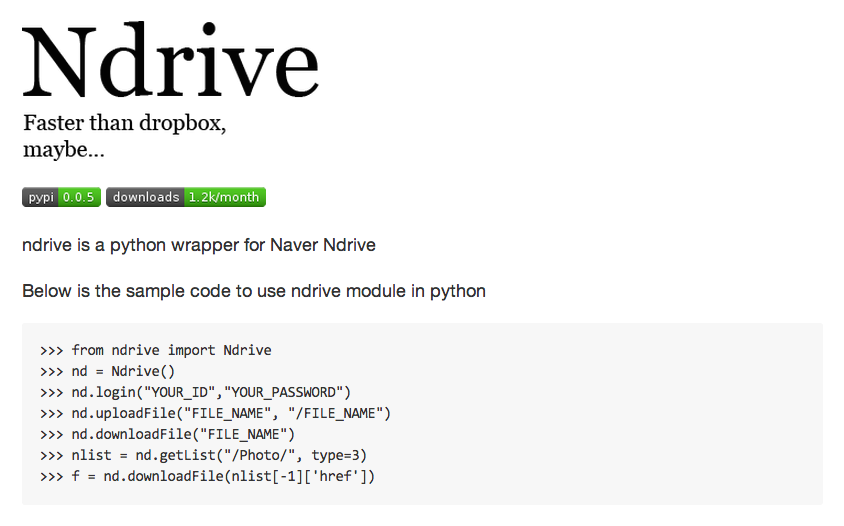 Ndrive
Faster than dropbox,
maybe...
pypi 0.0.5 downloads 1.2k/month
ndrive is a python wrapper for Naver Ndrive
Below is the sample code to use ndrive module in python
>>> from ndrive import Ndrive
>>> nd = Ndrive()
>>> nd.login("YOUR_ID","YOUR_PASSWORD")
>>> nd.uploadFile("FILE_NAME", "/FILE_NAME")
>>> nd.downloadFile("FILE_NAME")
>>> nlist = nd.getList("/Photo/", type=3)
>>> f = nd.downloadFile(nlist[-1]['href'])